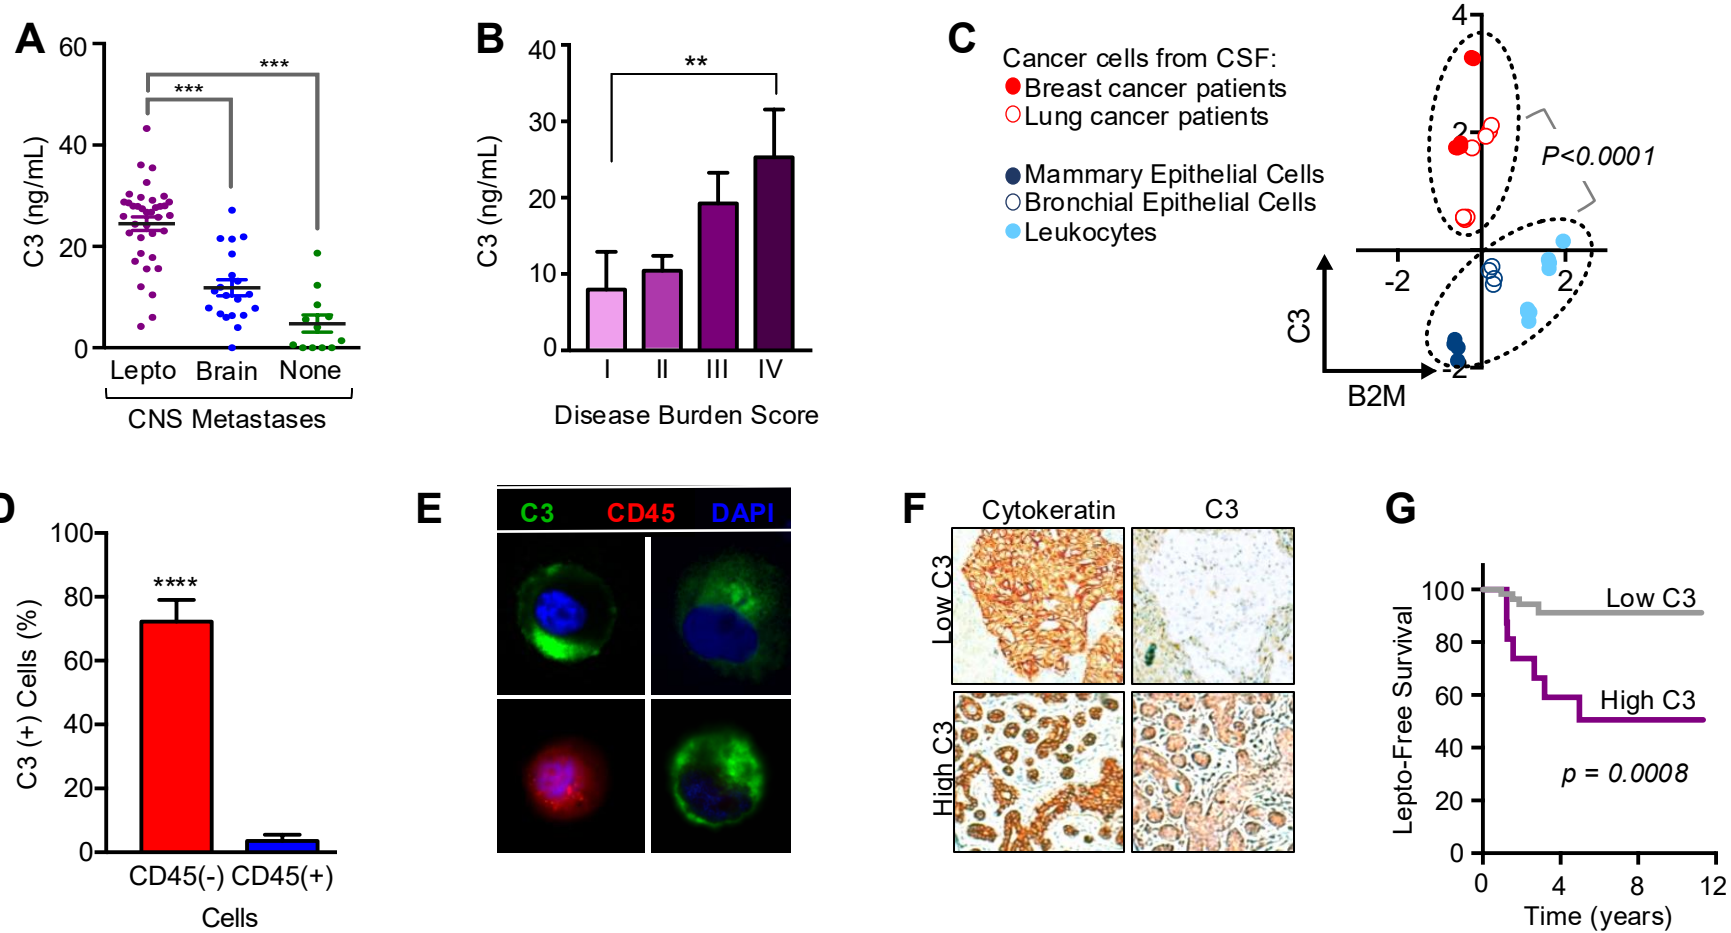 A
C3 (ng/mL)
60
40
20
0
***
***
Lepto Brain None
CNS Metastases
B
C3 (ng/mL)
40
30
20
10
0
**
I II III IV
Disease Burden Score
C
Cancer cells from CSF:
Breast cancer patients
Lung cancer patients
Mammary Epithelial Cells
Bronchial Epithelial Cells
Leukocytes
4
2
-2
2
-2
P<0.0001
C3
B2M
D
C3 (+) Cells (%)
100
80
60
40
20
0
****
CD45(-) CD45(+)
Cells
E
C3 CD45 DAPI
F
Cytokeratin C3
Low C3
High C3
G
Lepto-Free Survival
100
80
60
40
20
0
Low C3
High C3
p = 0.0008
0 4 8 12
Time (years)